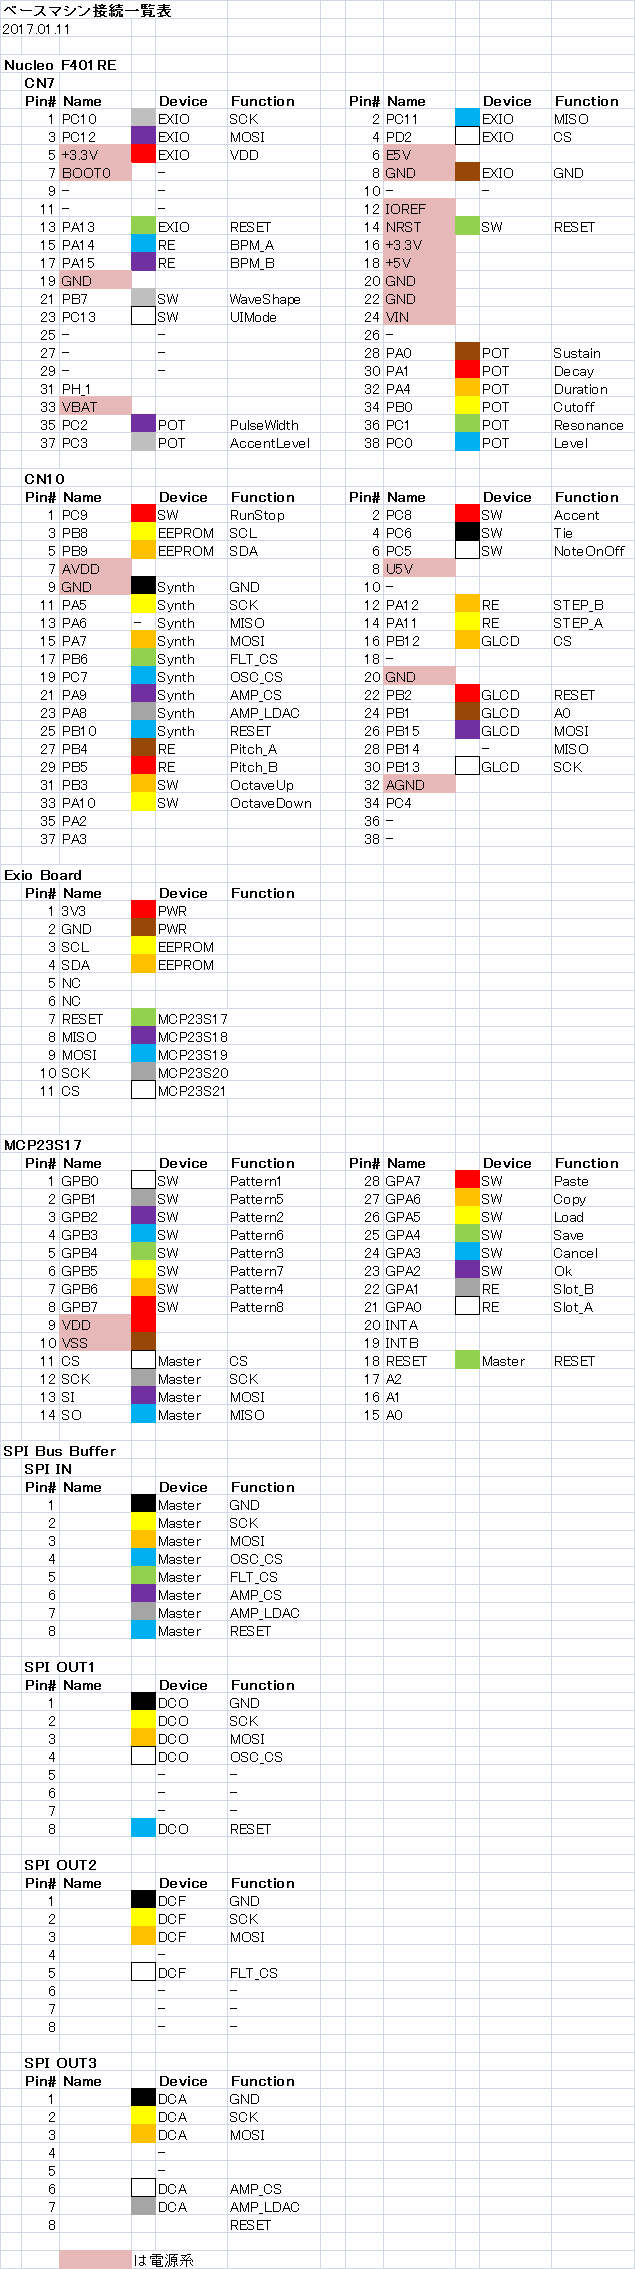 ベースマシン接続一覧表
2017.01.11
Nucleo F401RE
CN7
Pin# Name Device Function Pin# Name Device Function
1 PC10 EXIO SCK 2 PC11 EXIO MISO
3 PC12 EXIO MOSI 4 PD2 EXIO CS
5 +3.3V EXIO VDD 6 E5V
7 BOOT0 - 8 GND EXIO GND
9 - - 10 - -
11 - - 12 IOREF
13 PA13 EXIO RESET 14 NRST SW RESET
15 PA14 RE BPM_A 16 +3.3V
17 PA15 RE BPM_B 18 +5V
19 GND 20 GND
21 PB7 SW WaveShape 22 GND
23 PC13 SW UIMode 24 VIN
25 - - 26 -
27 - - 28 PA0 POT Sustain
29 - - 30 PA1 POT Decay
31 PH_1 32 PA4 POT Duration
33 VBAT 34 PB0 POT Cutoff
35 PC2 POT PulseWidth 36 PC1 POT Resonance
37 PC3 POT AccentLevel 38 PC0 POT Level
CN10
Pin# Name Device Function Pin# Name Device Function
1 PC9 SW RunStop 2 PC8 SW Accent
3 PB8 EEPROM SCL 4 PC6 SW Tie
5 PB9 EEPROM SDA 6 PC5 SW NoteOnOff
7 AVDD 8 U5V
9 GND Synth GND 10 -
11 PA5 Synth SCK 12 PA12 RE STEP_B
13 PA6 - Synth MISO 14 PA11 RE STEP_A
15 PA7 Synth MOSI 16 PB12 GLCD CS
17 PB6 Synth FLT_CS 18 -
19 PC7 Synth OSC_CS 20 GND
21 PA9 Synth AMP_CS 22 PB2 GLCD RESET
23 PA8 Synth AMP_LDAC 24 PB1 GLCD A0
25 PB10 Synth RESET 26 PB15 GLCD MOSI
27 PB4 RE Pitch_A 28 PB14 - MISO
29 PB5 RE Pitch_B 30 PB13 GLCD SCK
31 PB3 SW OctaveUp 32 AGND
33 PA10 SW OctaveDown 34 PC4
35 PA2 36 -
37 PA3 38 -
Exio Board
Pin# Name Device Function
1 3V3 PWR
2 GND PWR
3 SCL EEPROM
4 SDA EEPROM
5 NC
6 NC
7 RESET MCP23S17
8 MISO MCP23S18
9 MOSI MCP23S19
10 SCK MCP23S20
11 CS MCP23S21
MCP23S17
Pin# Name Device Function Pin# Name Device Function
1 GPB0 SW Pattern1 28 GPA7 SW Paste
2 GPB1 SW Pattern5 27 GPA6 SW Copy
3 GPB2 SW Pattern2 26 GPA5 SW Load
4 GPB3 SW Pattern6 25 GPA4 SW Save
5 GPB4 SW Pattern3 24 GPA3 SW Cancel
6 GPB5 SW Pattern7 23 GPA2 SW Ok
7 GPB6 SW Pattern4 22 GPA1 RE Slot_B
8 GPB7 SW Pattern8 21 GPA0 RE Slot_A
9 VDD 20 INTA
10 VSS 19 INTB
11 CS Master CS 18 RESET Master RESET
12 SCK Master SCK 17 A2
13 SI Master MOSI 16 A1
14 SO Master MISO 15 A0
SPI Bus Buffer
SPI IN
Pin# Name Device Function
1 Master GND
2 Master SCK
3 Master MOSI
4 Master OSC_CS
5 Master FLT_CS
6 Master AMP_CS
7 Master AMP_LDAC
8 Master RESET
SPI OUT1
Pin# Name Device Function
1 DCO GND
2 DCO SCK
3 DCO MOSI
4 DCO OSC_CS
5 - -
6 - -
7 - -
8 DCO RESET
SPI OUT2
Pin# Name Device Function
1 DCF GND
2 DCF SCK
3 DCF MOSI
4 -
5 DCF FLT_CS
6 - -
7 - -
8 - -
SPI OUT3
Pin# Name Device Function
1 DCA GND
2 DCA SCK
3 DCA MOSI
4 -
5 -
6 DCA AMP_CS
7 DCA AMP_LDAC
8 RESET
は電源系